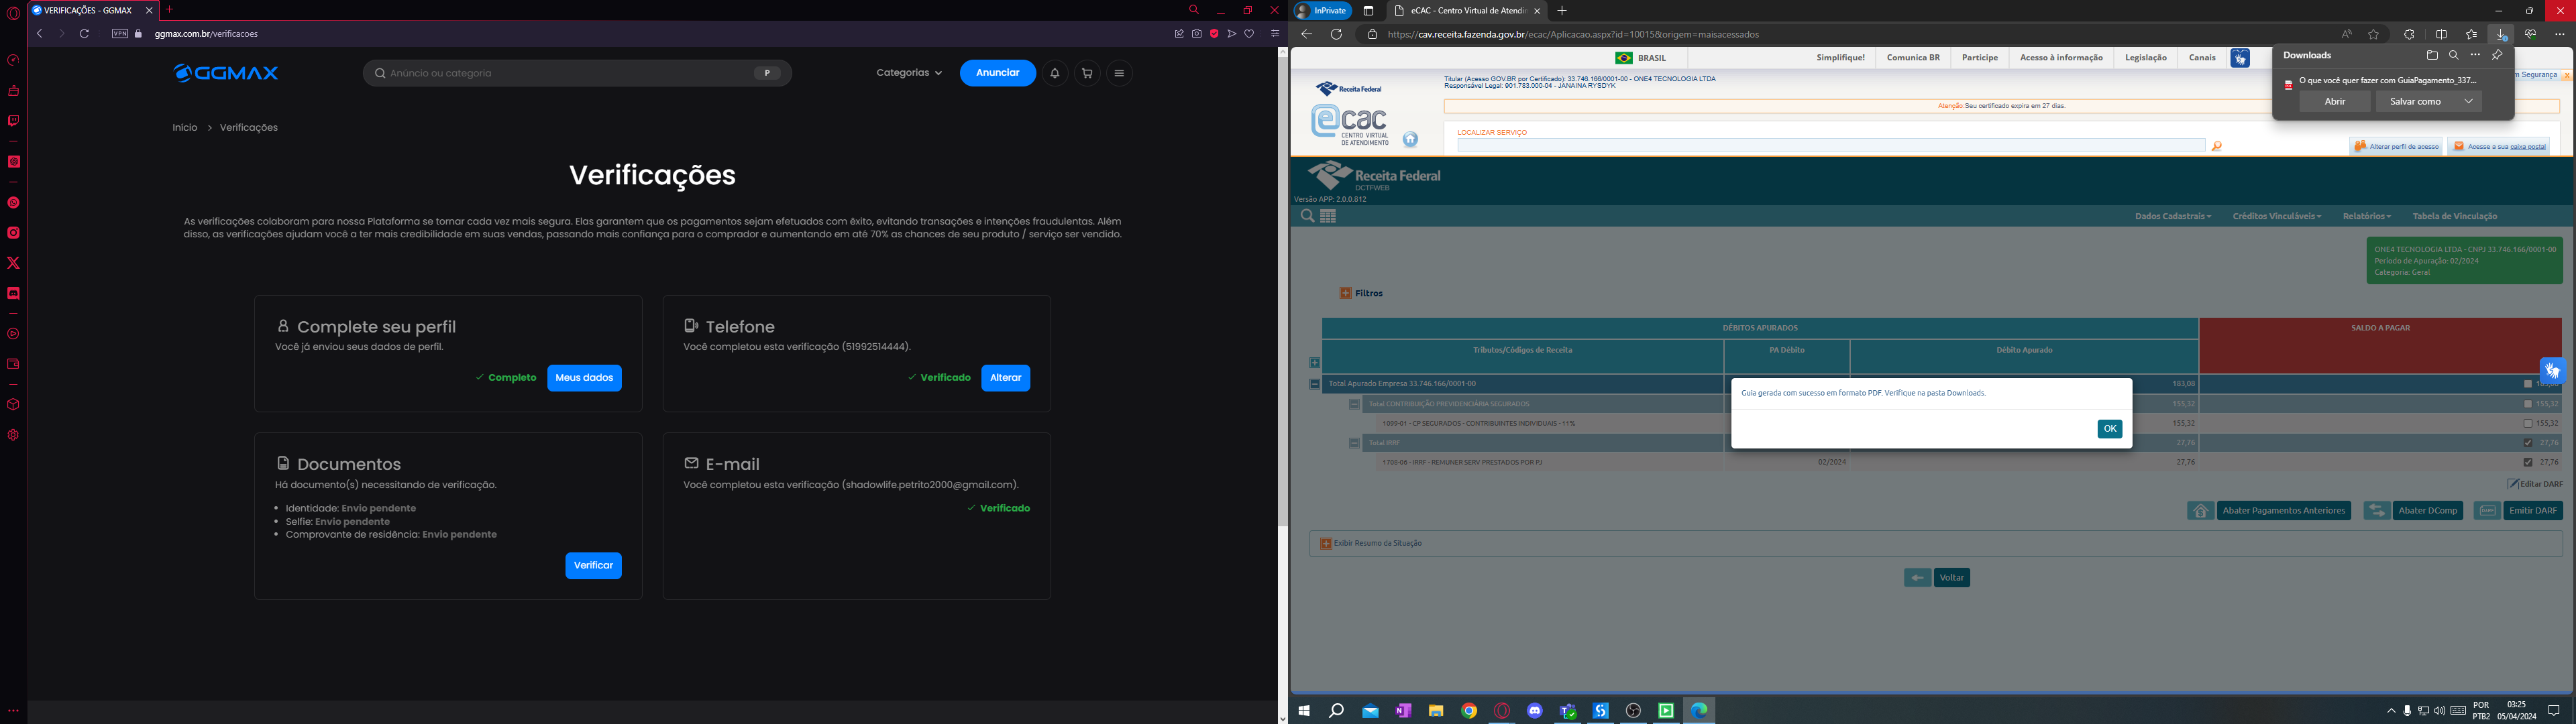 VERIFICAÇÕES - GGMAX
VPN
ggmax.com.br/verificacoes
GGMAX
Anúncio ou categoria
P
Categorias
Anunciar
Início > Verificações
Verificações
As verificações colaboram para nossa Plataforma se tornar cada vez mais segura. Elas garantem que os pagamentos sejam efetuados com êxito, evitando transações e intenções fraudulentas. Além
disso, as verificações ajudam você a ter mais credibilidade em suas vendas, passando mais confiança para o comprador e aumentando em até 70% as chances de seu produto / serviço ser vendido.
Complete seu perfil
Você já enviou seus dados de perfil.
Completo
Meus dados
Telefone
Você completou esta verificação (51992514444).
Verificado
Alterar
Documentos
Há documento(s) necessitando de verificação.
• Identidade: Envio pendente
• Selfie: Envio pendente
• Comprovante de residência: Envio pendente
Verificar
E-mail
Você completou esta verificação (shadowlife.petrito2000@gmail.com).
Verificado
InPrivate
eCAC - Centro Virtual de Atendi
https://cav.receita.fazenda.gov.br/ecac/Aplicacao.aspx?id=10015&origem=maisacessados
Downloads
O que você quer fazer com GuiaPagamento_337...
Abrir
Salvar como
BRASIL
Simplifique!
Comunica BR
Participe
Acesso à informação
Legislação
Canais
Receita Federal
ecac
CENTRO VIRTUAL
DE ATENDIMENTO
Titular (Acesso GOV.BR por Certificado): 33.746.166/0001-00 - ONE4 TECNOLOGIA LTDA
Responsável Legal: 901.783.000-04 - JANAINA RYSDYK
m Segurança
Atenção:Seu certificado expira em 27 dias.
LOCALIZAR SERVIÇO
Alterar perfil de acesso
Acesse a sua caixa postal
Receita Federal
DCTFWEB
Versão APP: 2.0.0.812
Dados Cadastrais
Créditos Vinculáveis
Relatórios
Tabela de Vinculação
ONE4 TECNOLOGIA LTDA - CNPJ 33.746.166/0001-00
Período de Apuração: 02/2024
Categoria: Geral
Filtros
DÉBITOS APURADOS
SALDO A PAGAR
Tributos/Códigos de Receita
PA Débito
Débito Apurado
Total Apurado Empresa 33.746.166/0001-00
183,08
Total CONTRIBUIÇÃO PREVIDENCIÁRIA SEGURADOS
155,32
155,32
1099-01 - CP SEGURADOS - CONTRIBUINTES INDIVIDUAIS - 11%
155,32
155,32
Total IRRF
27,76
27,76
1708-06 - IRRF - REMUNER SERV PRESTADOS POR PJ
02/2024
27,76
27,76
Guia gerada com sucesso em formato PDF. Verifique na pasta Downloads.
OK
Editar DARF
Abater Pagamentos Anteriores
Abater DComp
Emitir DARF
Exibir Resumo da Situação
Voltar
POR
PTB2
03:25
05/04/2024